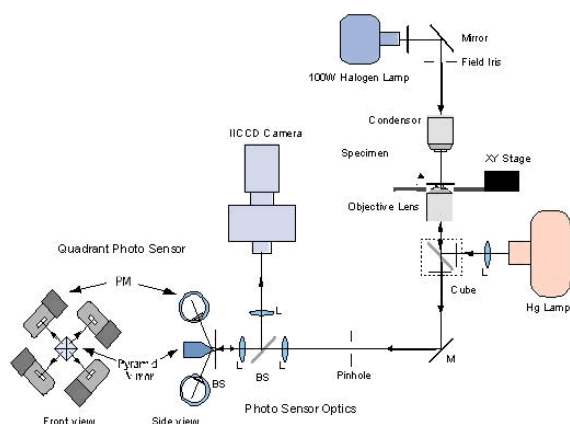 Mirror
Field Iris
100W Halogen Lamp
Condensor
IICCD Camera
Specimen
XY Stage
Objective Lens
Quadrant Photo Sensor
L
Cube
Hg Lamp
PM
L
Pyramid
M
L
BS
L
BS
Pinhole
Front view
Side view
Photo Sensor Optics